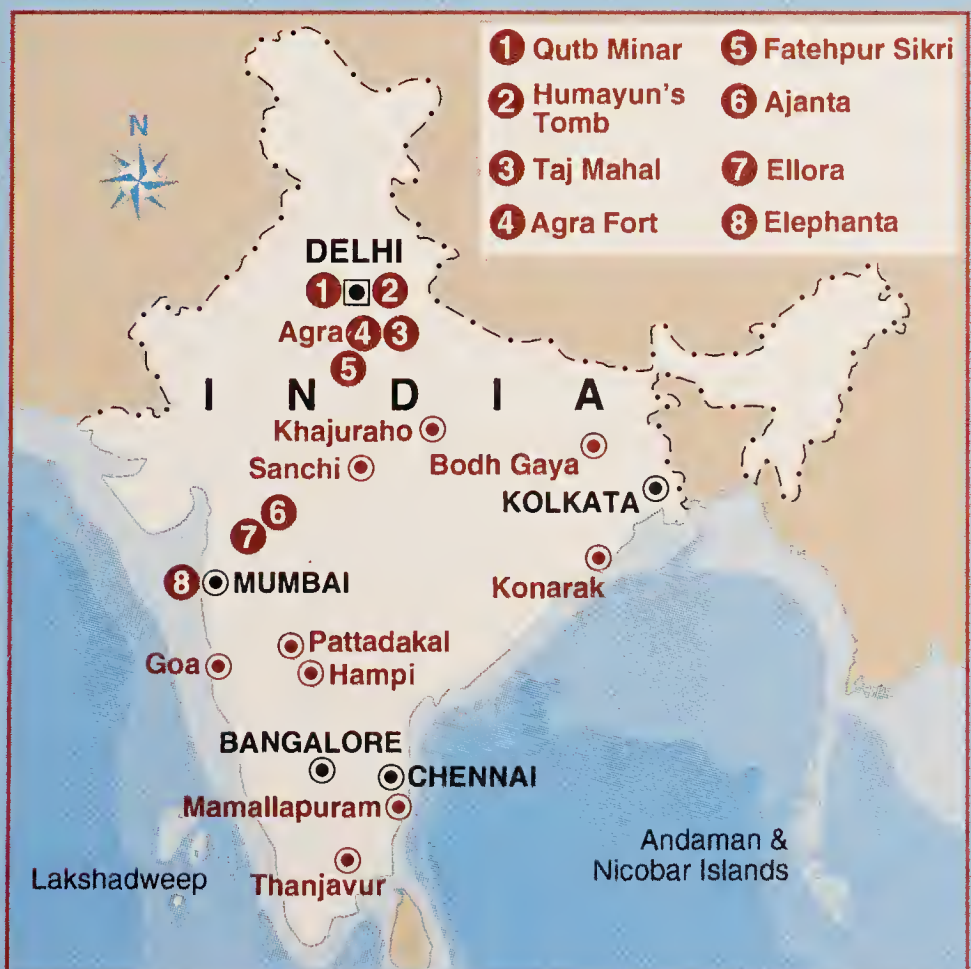 1 Qutb Minar
2 Humayun's
Tomb
3 Taj Mahal
4 Agra Fort
5 Fatehpur Sikri
6 Ajanta
7 Ellora
8 Elephanta
N
DELHI
1 2
Agra 4 3
5
INDIA
Khajuraho
Sanchi
Bodh Gaya
KOLKATA
6
7
8 MUMBAI
Konarak
Pattadakal
Goa
Hampi
BANGALORE
CHENNAI
Mamallapuram
Andaman &
Nicobar Islands
Lakshadweep
Thanjavur